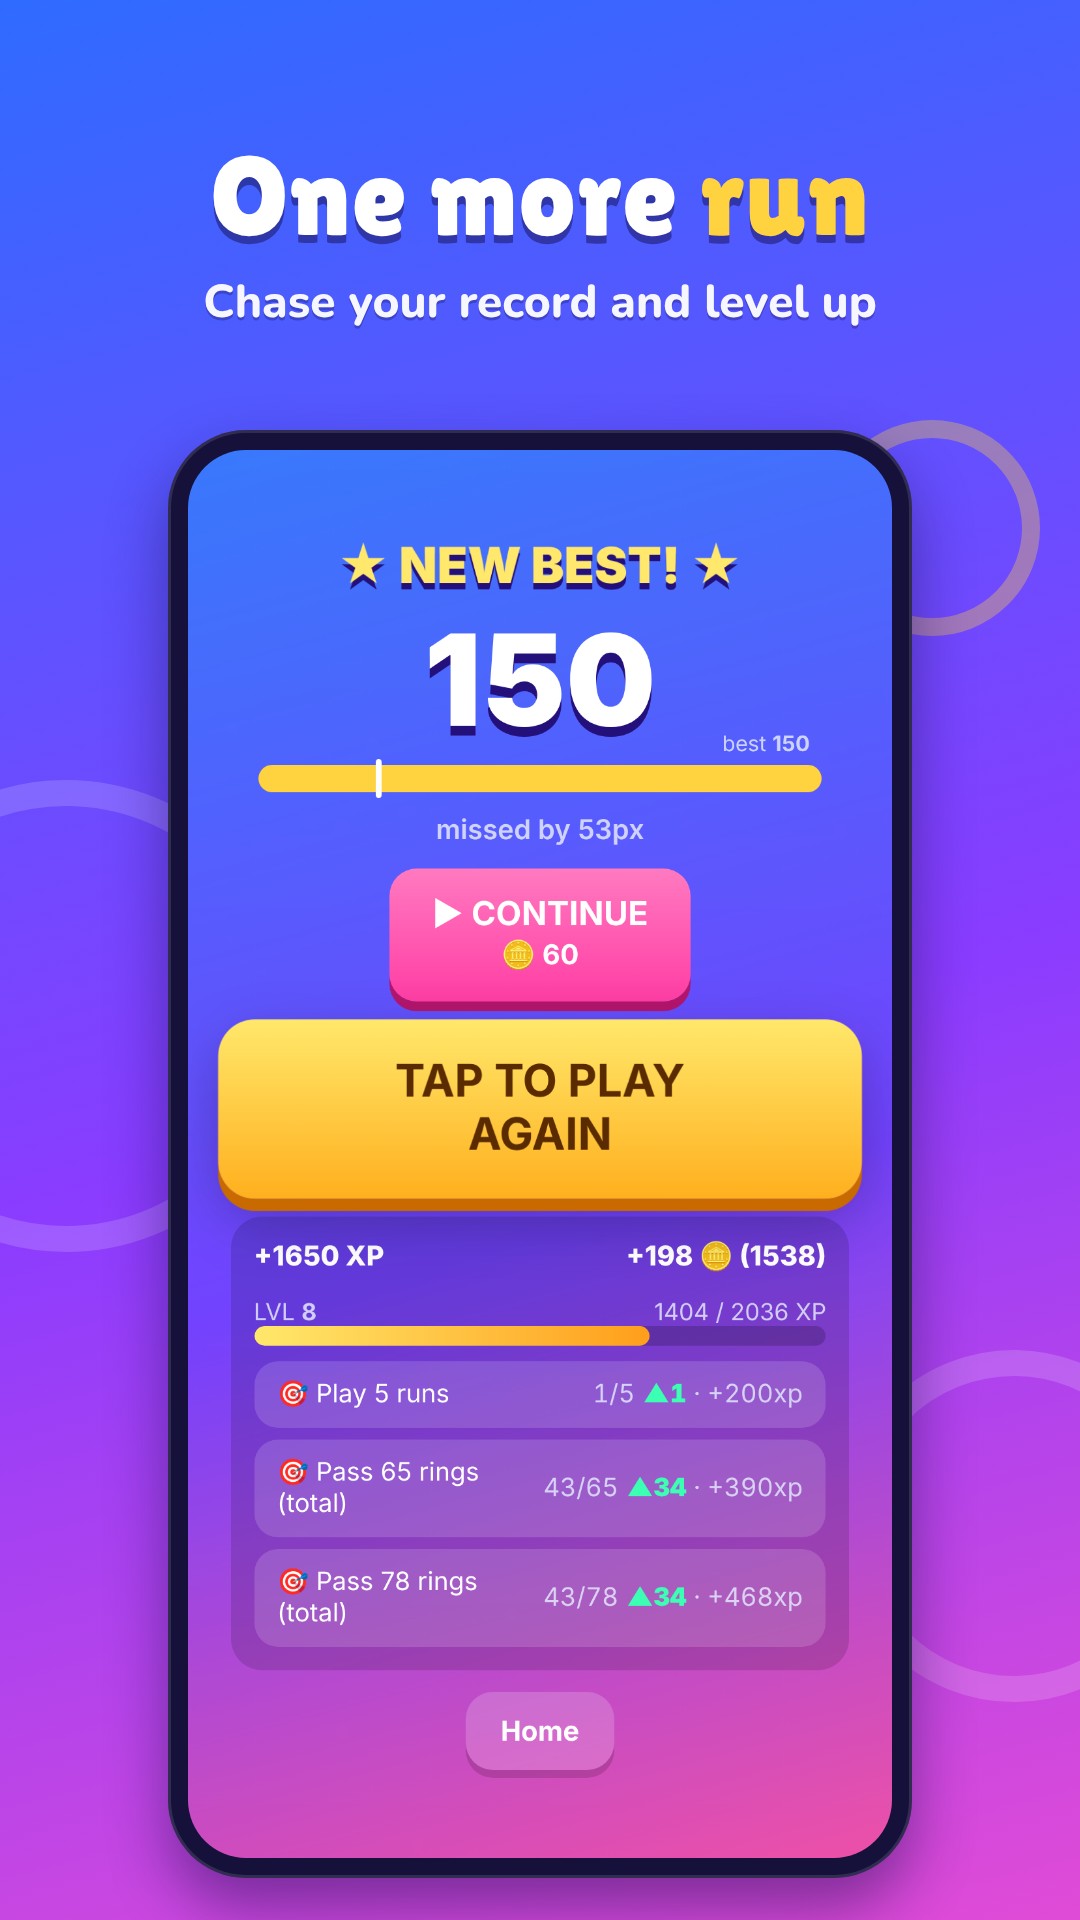 One more run
Chase your record and level up
★ NEW BEST! ★
150
best 150
missed by 53px
▶ CONTINUE
🪙 60
TAP TO PLAY
AGAIN
+1650 XP +198 🪙 (1538)
LVL 8 1404 / 2036 XP
🎯 Play 5 runs 1/5 ▲1 · +200xp
🎯 Pass 65 rings
(total) 43/65 ▲34 · +390xp
🎯 Pass 78 rings
(total) 43/78 ▲34 · +468xp
Home